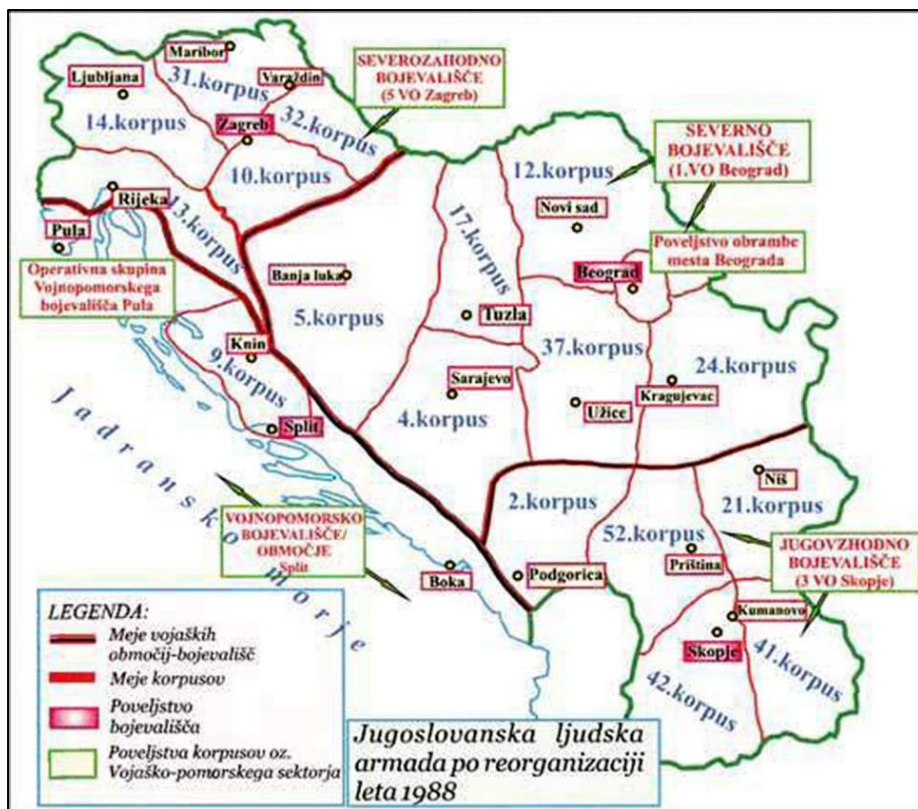 Maribor
Ljubljana
31.korpus
Varaždin
SEVEROZAHODNO
BOJEVALIŠČE
(5 VO Zagreb)
14.korpus
Zagreb
32.korpus
10.korpus
12.korpus
SEVERNO
BOJEVALIŠČE
(1.VO Beograd)
Rijeka
13.korpus
Novi sad
17.korpus
Pula
Operativna skupina
Vojnopomorskega
bojevališča Pula
Banja luka
Beograd
Poveljstvo obrambe
mesta Beograda
5.korpus
Tuzla
Knin
9.korpus
37.korpus
24.korpus
Sarajevo
Kragujevac
4.korpus
Užice
Split
Jadransko morje
2.korpus
Niš
21.korpus
VOJNOPOMORSKO
BOJEVALIŠČE/
OBMOČJE
Split
52.korpus
Priština
JUGOVZHODNO
BOJEVALIŠČE
(3 VO Skopje)
Boka
Podgorica
Kumanovo
Skopje
41.korpus
42.korpus
LEGENDA:
Meje vojaških
območij-bojevališč
Meje korpusov
Poveljstvo
bojevališča
Poveljstva korpusov oz.
Vojaško-pomorskega sektorja
Jugoslovanska ljudska
armada po reorganizaciji
leta 1988